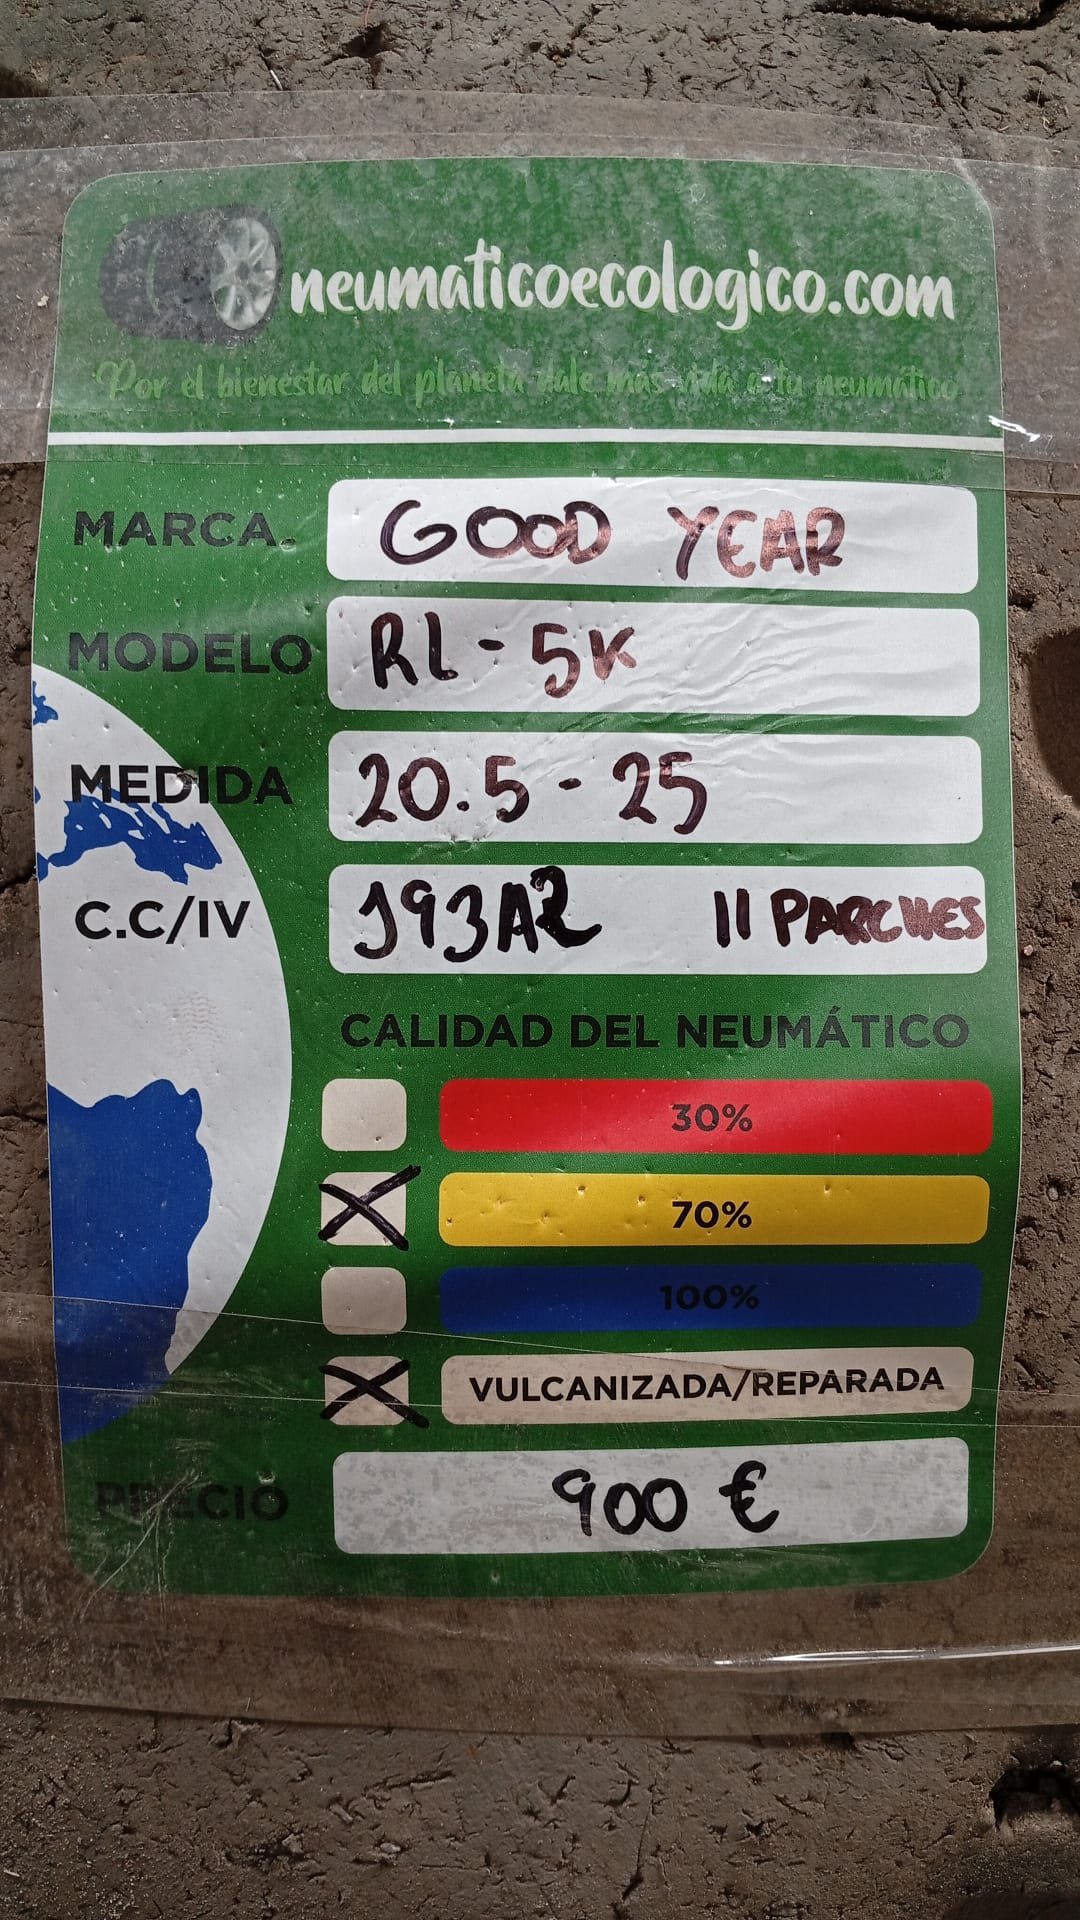 neumaticoecologico.com
Por el bienestar del planeta dale más vida a tu neumático
MARCA. GOOD YEAR
MODELO RL-5K
MEDIDA 20.5-25
C.C/IV 193A2 11 PARCHES
CALIDAD DEL NEUMÁTICO
30%
X 70%
100%
X VULCANIZADA/REPARADA
PRECIO 900 €